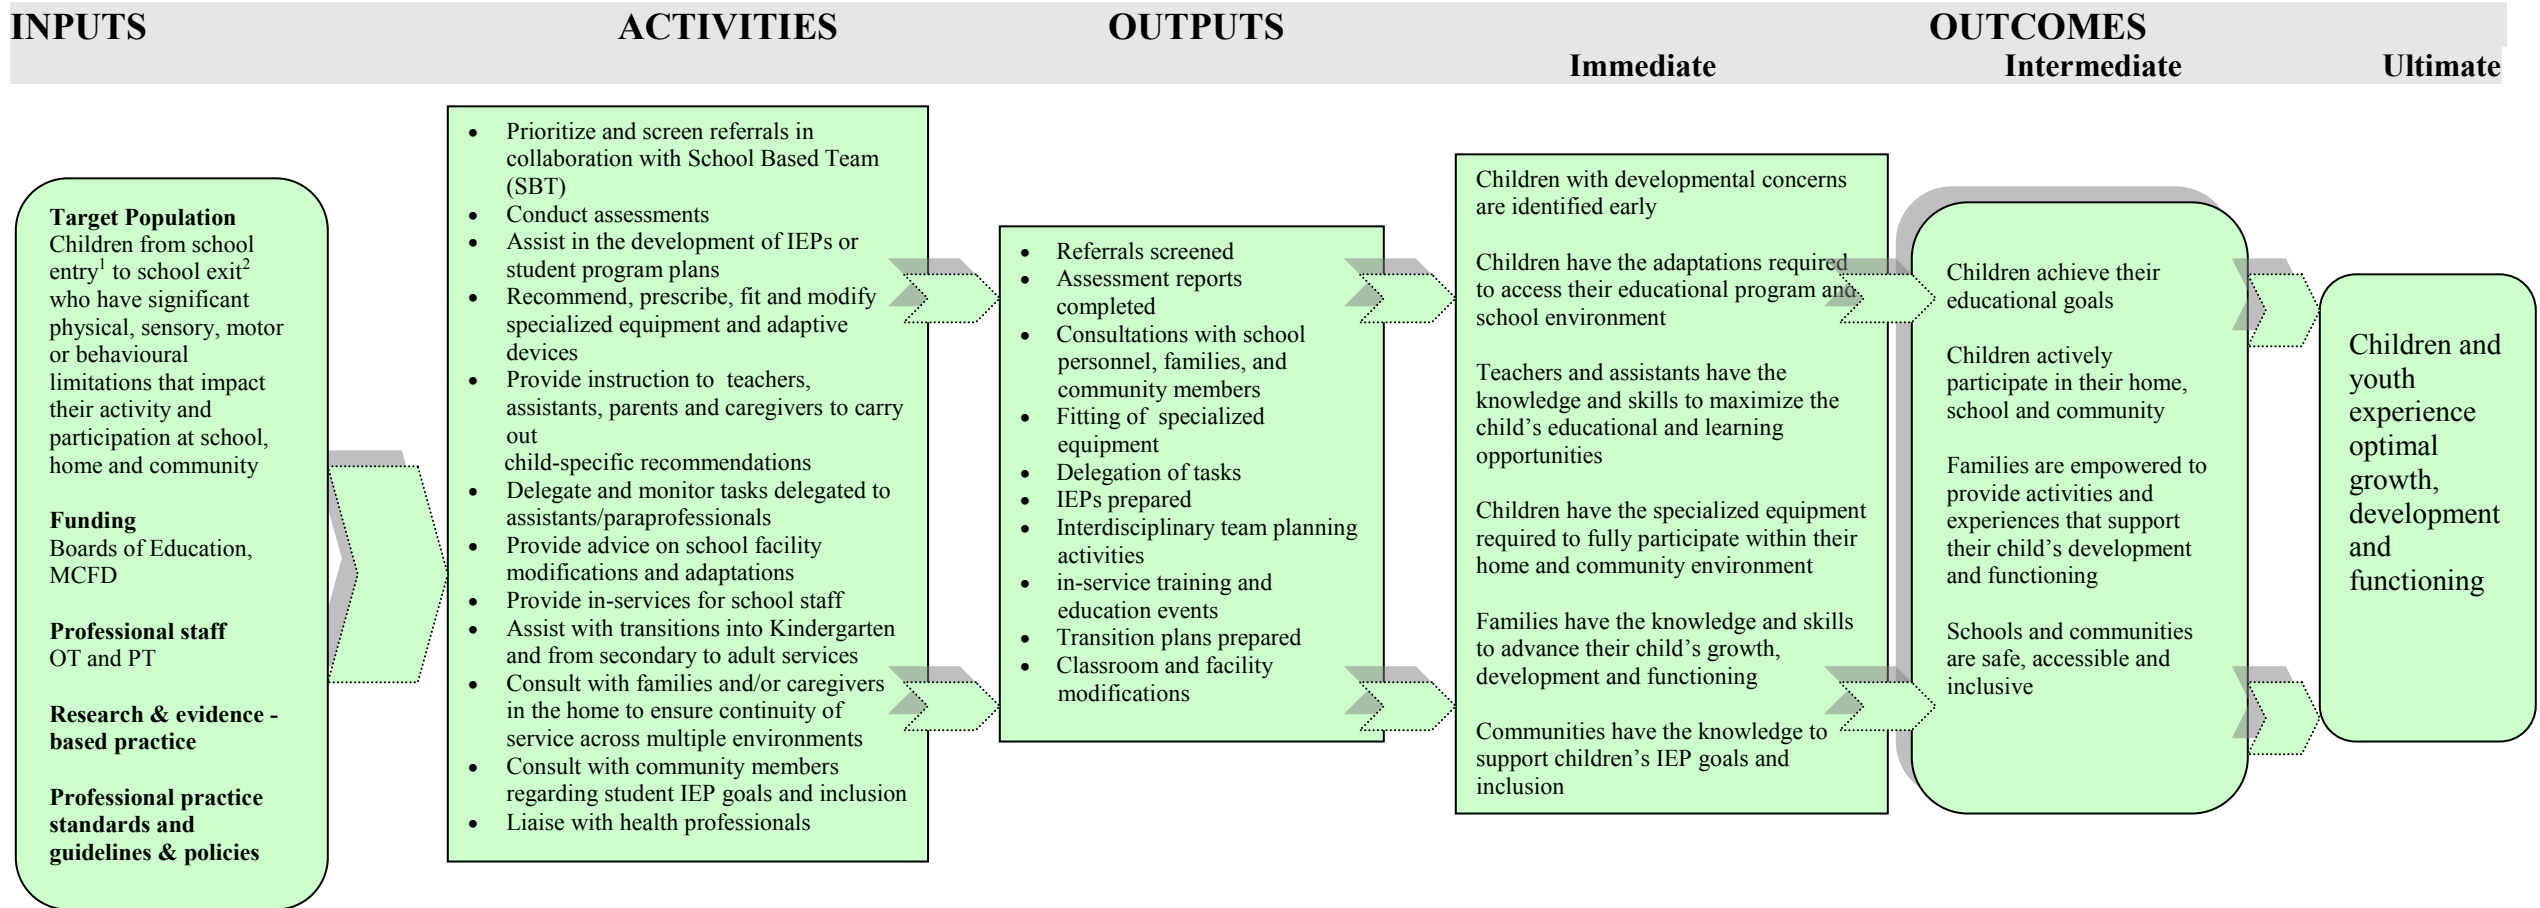 INPUTS ACTIVITIES OUTPUTS OUTCOMES
Immediate Intermediate Ultimate
Target Population
Children from school
entry1 to school exit2
who have significant
physical, sensory, motor
or behavioural
limitations that impact
their activity and
participation at school,
home and community
Funding
Boards of Education,
MCFD
Professional staff
OT and PT
Research & evidence -
based practice
Professional practice
standards and
guidelines & policies
• Prioritize and screen referrals in
collaboration with School Based Team
(SBT)
• Conduct assessments
• Assist in the development of IEPs or
student program plans
• Recommend, prescribe, fit and modify
specialized equipment and adaptive
devices
• Provide instruction to teachers,
assistants, parents and caregivers to carry
out
child-specific recommendations
• Delegate and monitor tasks delegated to
assistants/paraprofessionals
• Provide advice on school facility
modifications and adaptations
• Provide in-services for school staff
• Assist with transitions into Kindergarten
and from secondary to adult services
• Consult with families and/or caregivers
in the home to ensure continuity of
service across multiple environments
• Consult with community members
regarding student IEP goals and inclusion
• Liaise with health professionals
• Referrals screened
• Assessment reports
completed
• Consultations with school
personnel, families, and
community members
• Fitting of specialized
equipment
• Delegation of tasks
• IEPs prepared
• Interdisciplinary team planning
activities
• in-service training and
education events
• Transition plans prepared
• Classroom and facility
modifications
Children with developmental concerns
are identified early
Children have the adaptations required
to access their educational program and
school environment
Teachers and assistants have the
knowledge and skills to maximize the
child’s educational and learning
opportunities
Children have the specialized equipment
required to fully participate within their
home and community environment
Families have the knowledge and skills
to advance their child’s growth,
development and functioning
Communities have the knowledge to
support children’s IEP goals and
inclusion
Children achieve their
educational goals
Children actively
participate in their home,
school and community
Families are empowered to
provide activities and
experiences that support
their child’s development
and functioning
Schools and communities
are safe, accessible and
inclusive
Children and
youth
experience
optimal
growth,
development
and
functioning